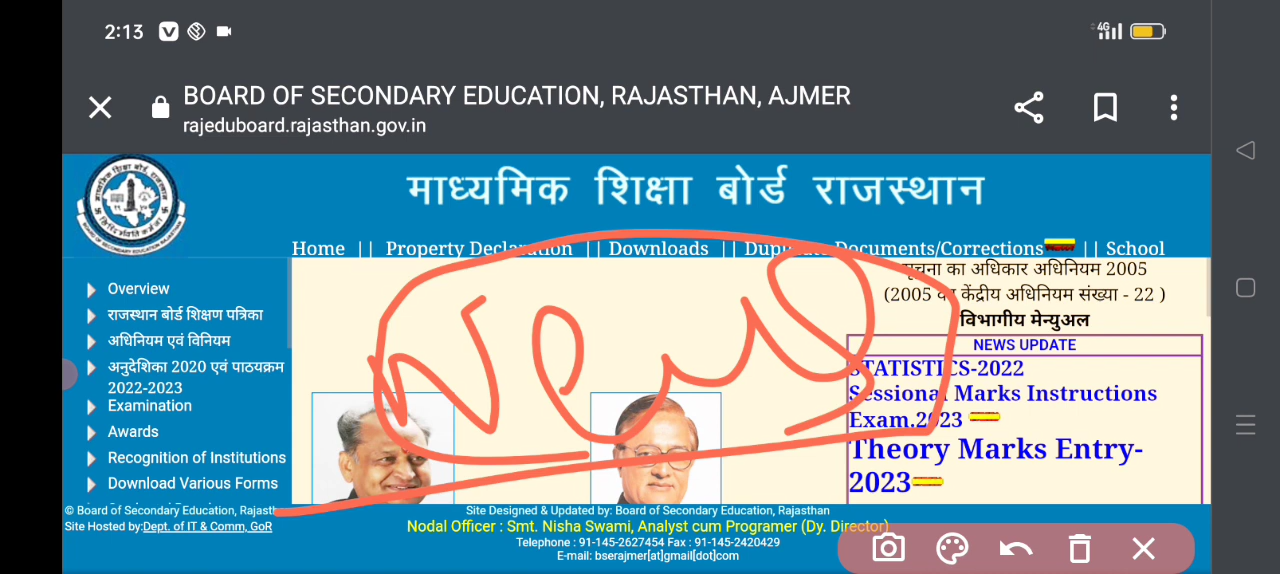 2:13
4G
BOARD OF SECONDARY EDUCATION, RAJASTHAN, AJMER
rajeduboard.rajasthan.gov.in
माध्यमिक शिक्षा बोर्ड राजस्थान
Home || Property Declaration || Downloads || Duplicate Documents/Corrections || School
Overview
राजस्थान बोर्ड शिक्षण पत्रिका
अधिनियम एवं विनियम
अनुदेशिका 2020 एवं पाठयक्रम
2022-2023
Examination
Awards
Recognition of Institutions
Download Various Forms
News
सूचना का अधिकार अधिनियम 2005
(2005 का केंद्रीय अधिनियम संख्या - 22 )
विभागीय मेन्युअल
NEWS UPDATE
STATISTICS-2022
Sessional Marks Instructions
Exam.2023
Theory Marks Entry-
2023
© Board of Secondary Education, Rajasth
Site Hosted by:Dept. of IT & Comm, GoR
Site Designed & Updated by: Board of Secondary Education, Rajasthan
Nodal Officer : Smt. Nisha Swami, Analyst cum Programer (Dy. Director)
Telephone : 91-145-2627454 Fax : 91-145-2420429
E-mail: bserajmer[at]gmail[dot]com